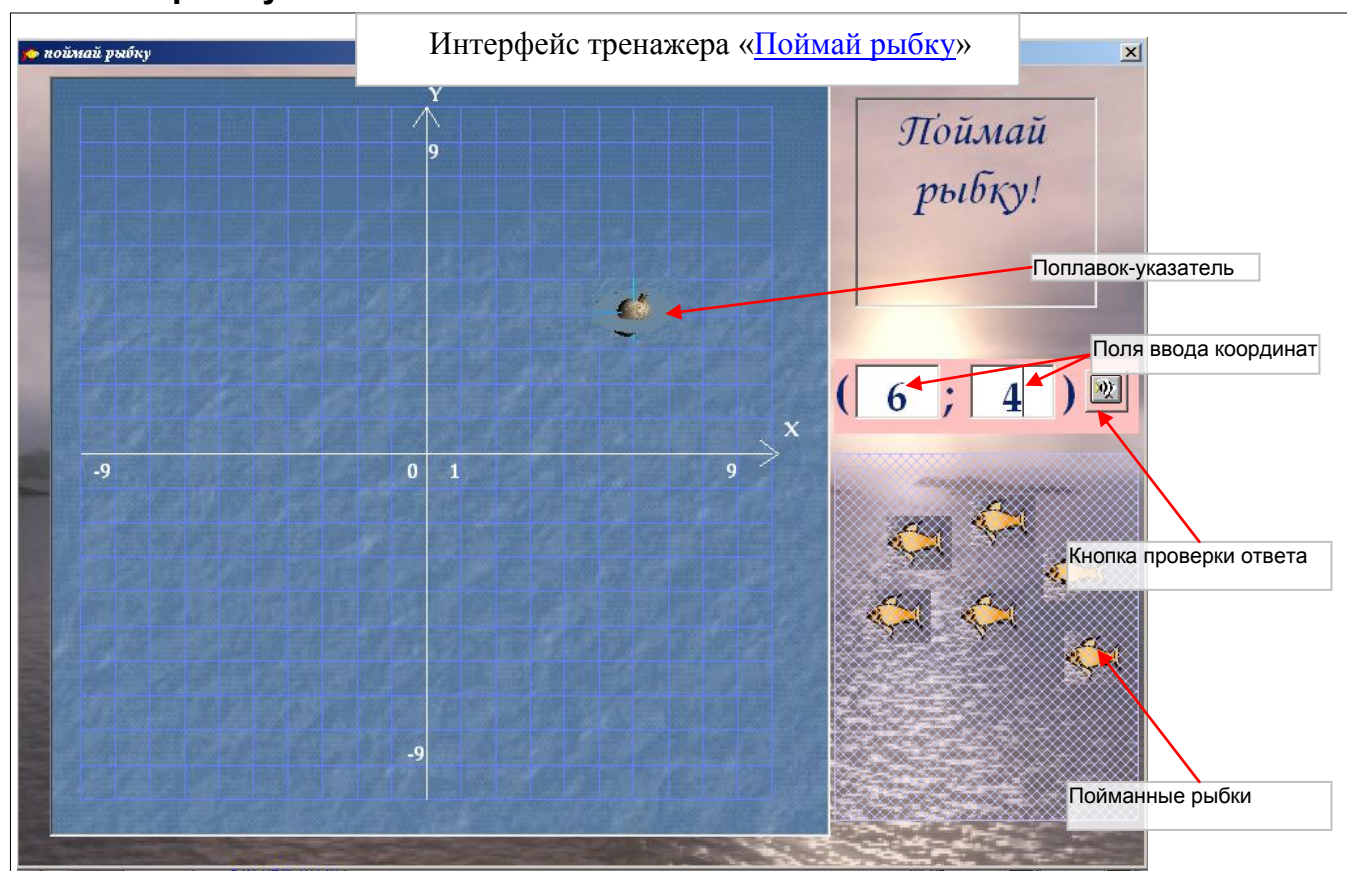 Интерфейс тренажера «Поймай рыбку»
поймай рыбку
Y
9
X
-9
0
1
9
-9
Поймай
рыбку!
Поплавок-указатель
Поля ввода координат
( 6 ; 4 )
Кнопка проверки ответа
Пойманные рыбки